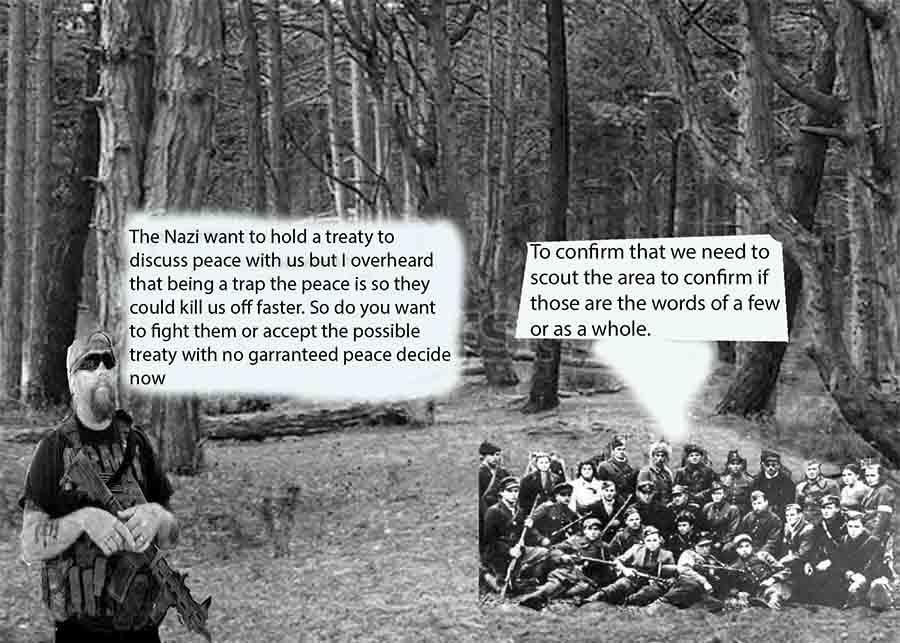 The Nazi want to hold a treaty to
discuss peace with us but I overheard
that being a trap the peace is so they
could kill us off faster. So do you want
to fight them or accept the possible
treaty with no garranteed peace decide
now
To confirm that we need to
scout the area to confirm if
those are the words of a few
or as a whole.